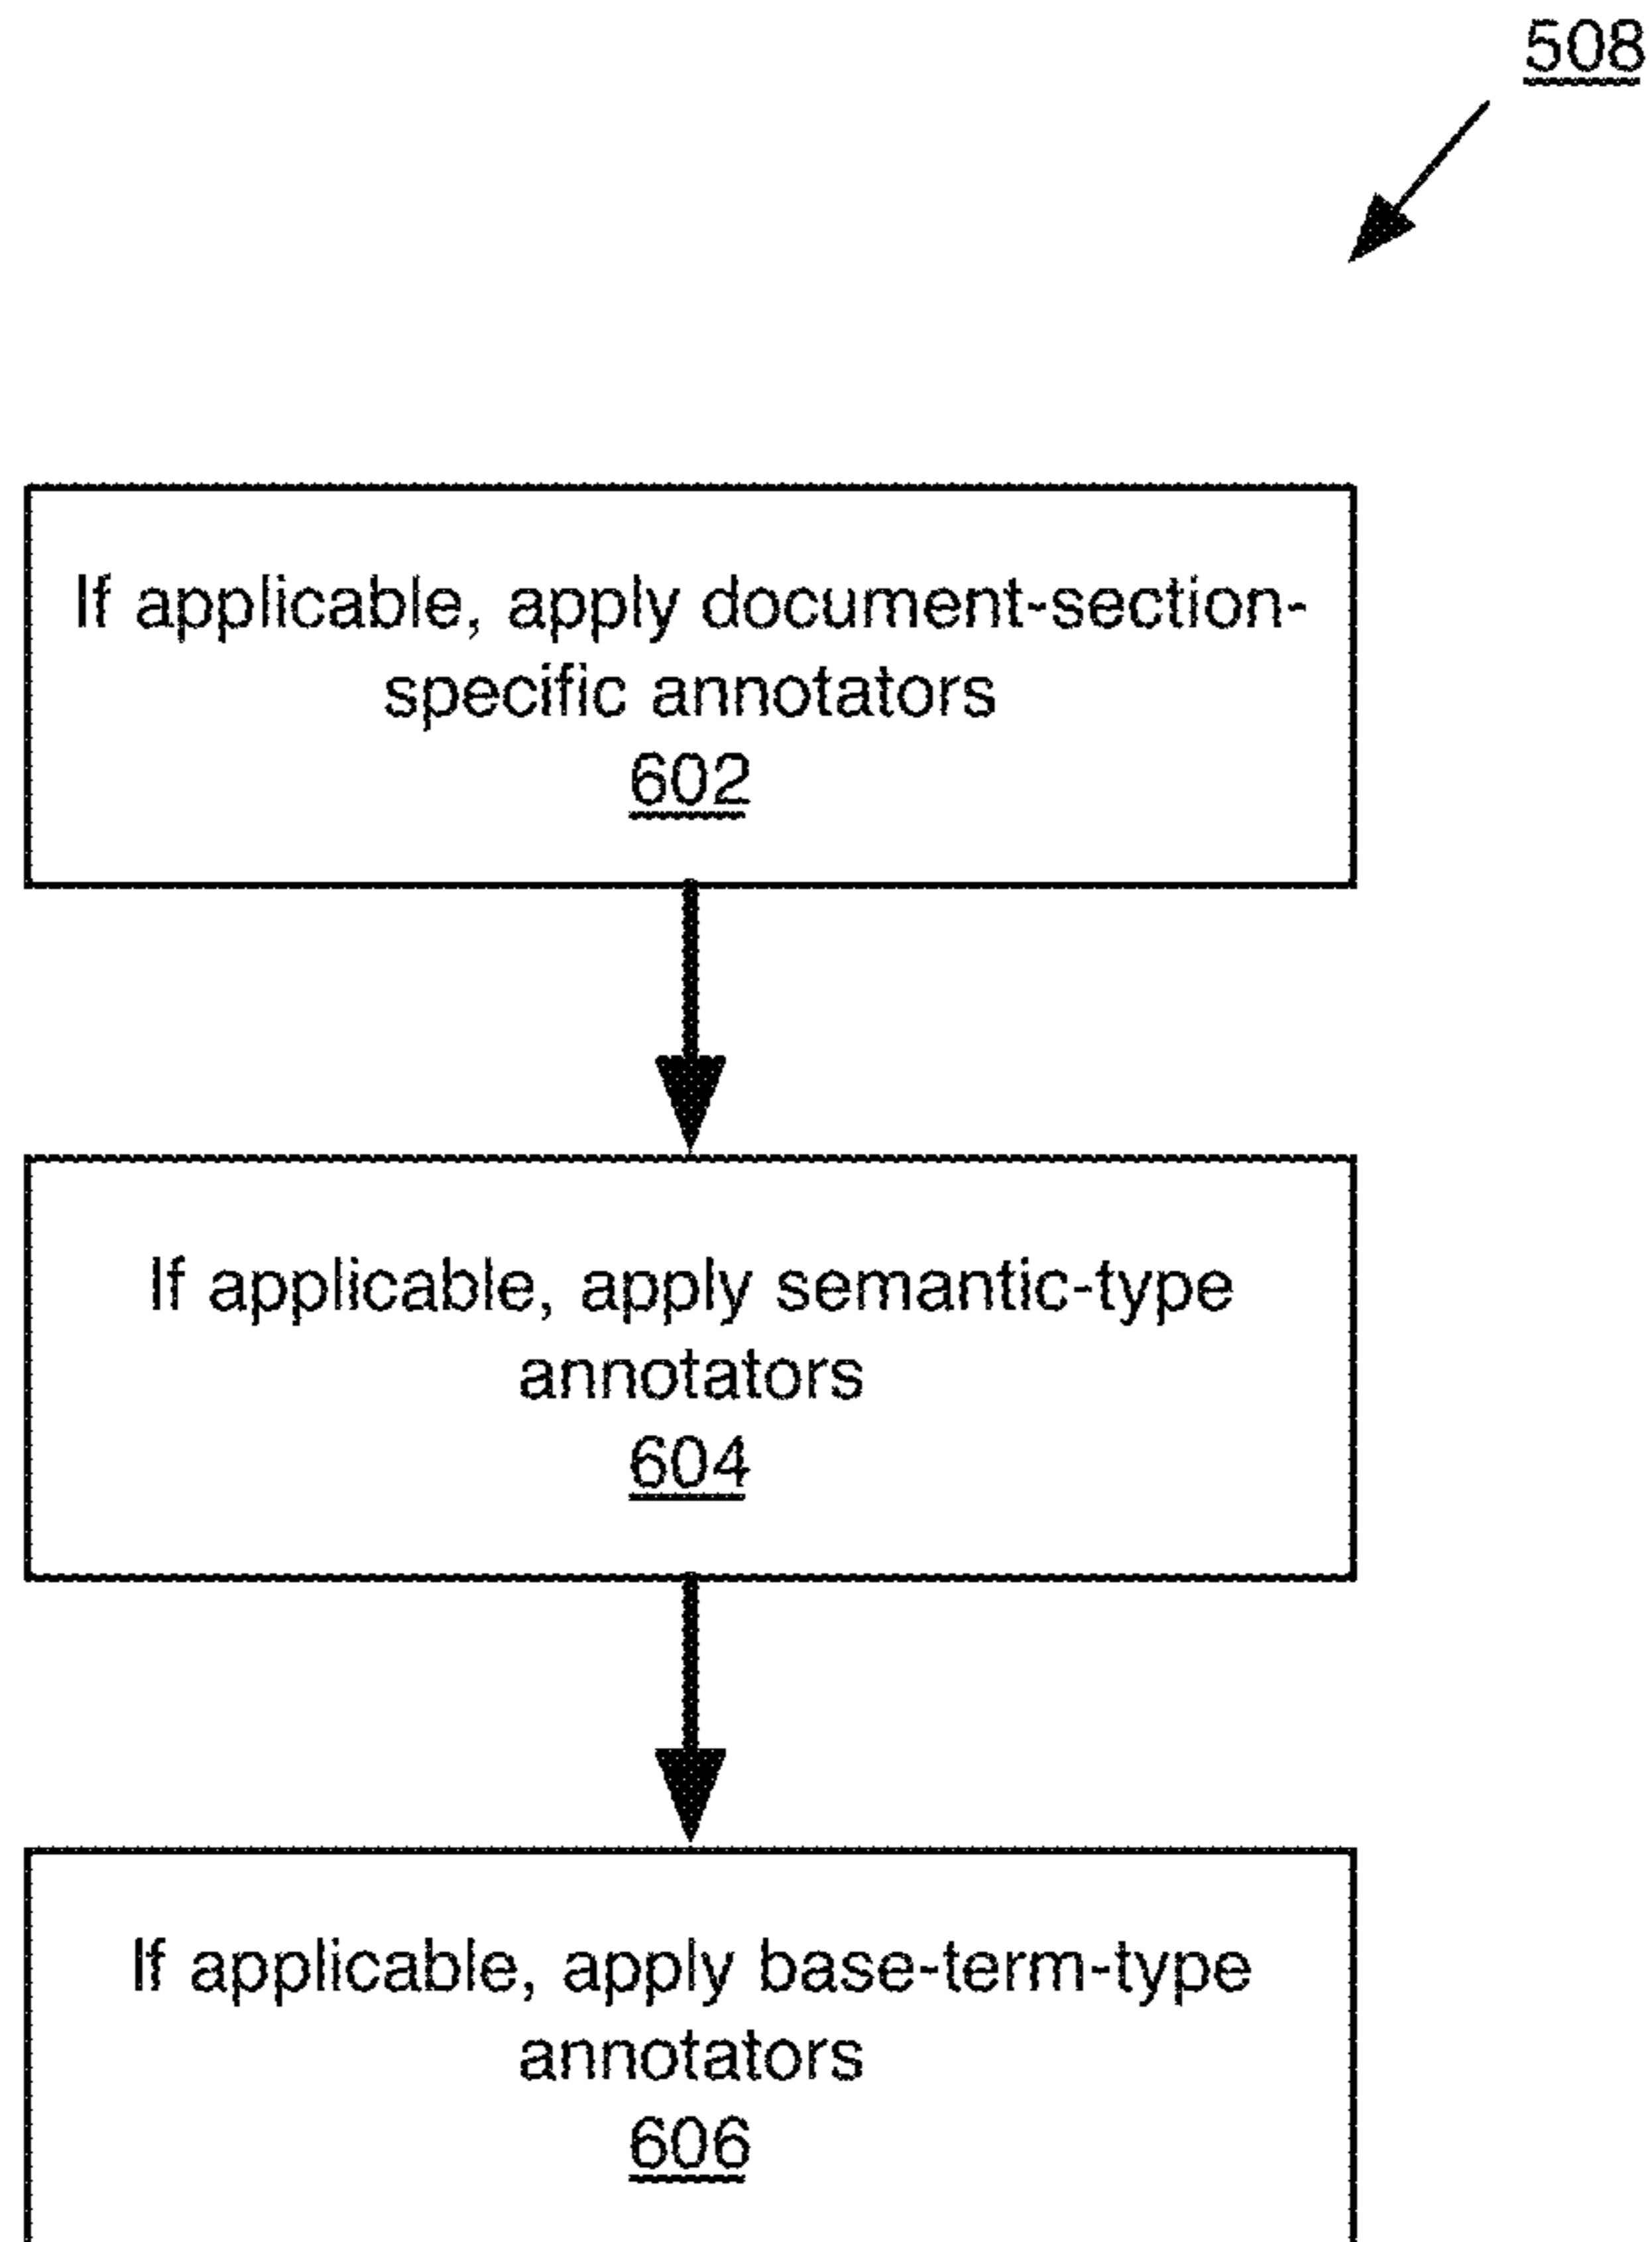 508
If applicable, apply document-section-
specific annotators
602
If applicable, apply semantic-type
annotators
604
If applicable, apply base-term-type
annotators
606